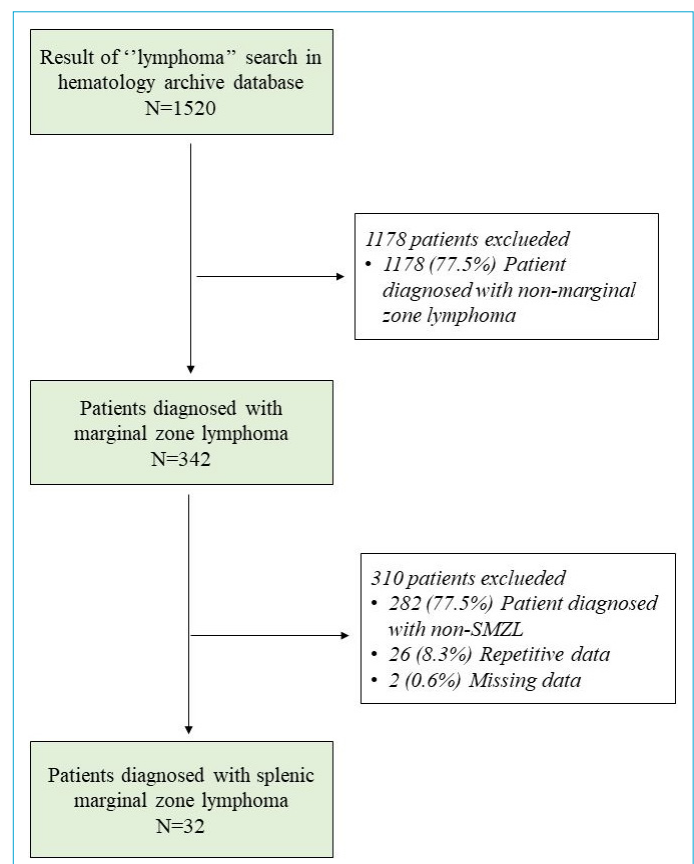 Result of ‘‘lymphoma’’ search in
hematology archive database
N=1520
1178 patients exclueded
• 1178 (77.5%) Patient
diagnosed with non-marginal
zone lymphoma
Patients diagnosed with
marginal zone lymphoma
N=342
310 patients exclueded
• 282 (77.5%) Patient diagnosed
with non-SMZL
• 26 (8.3%) Repetitive data
• 2 (0.6%) Missing data
Patients diagnosed with splenic
marginal zone lymphoma
N=32